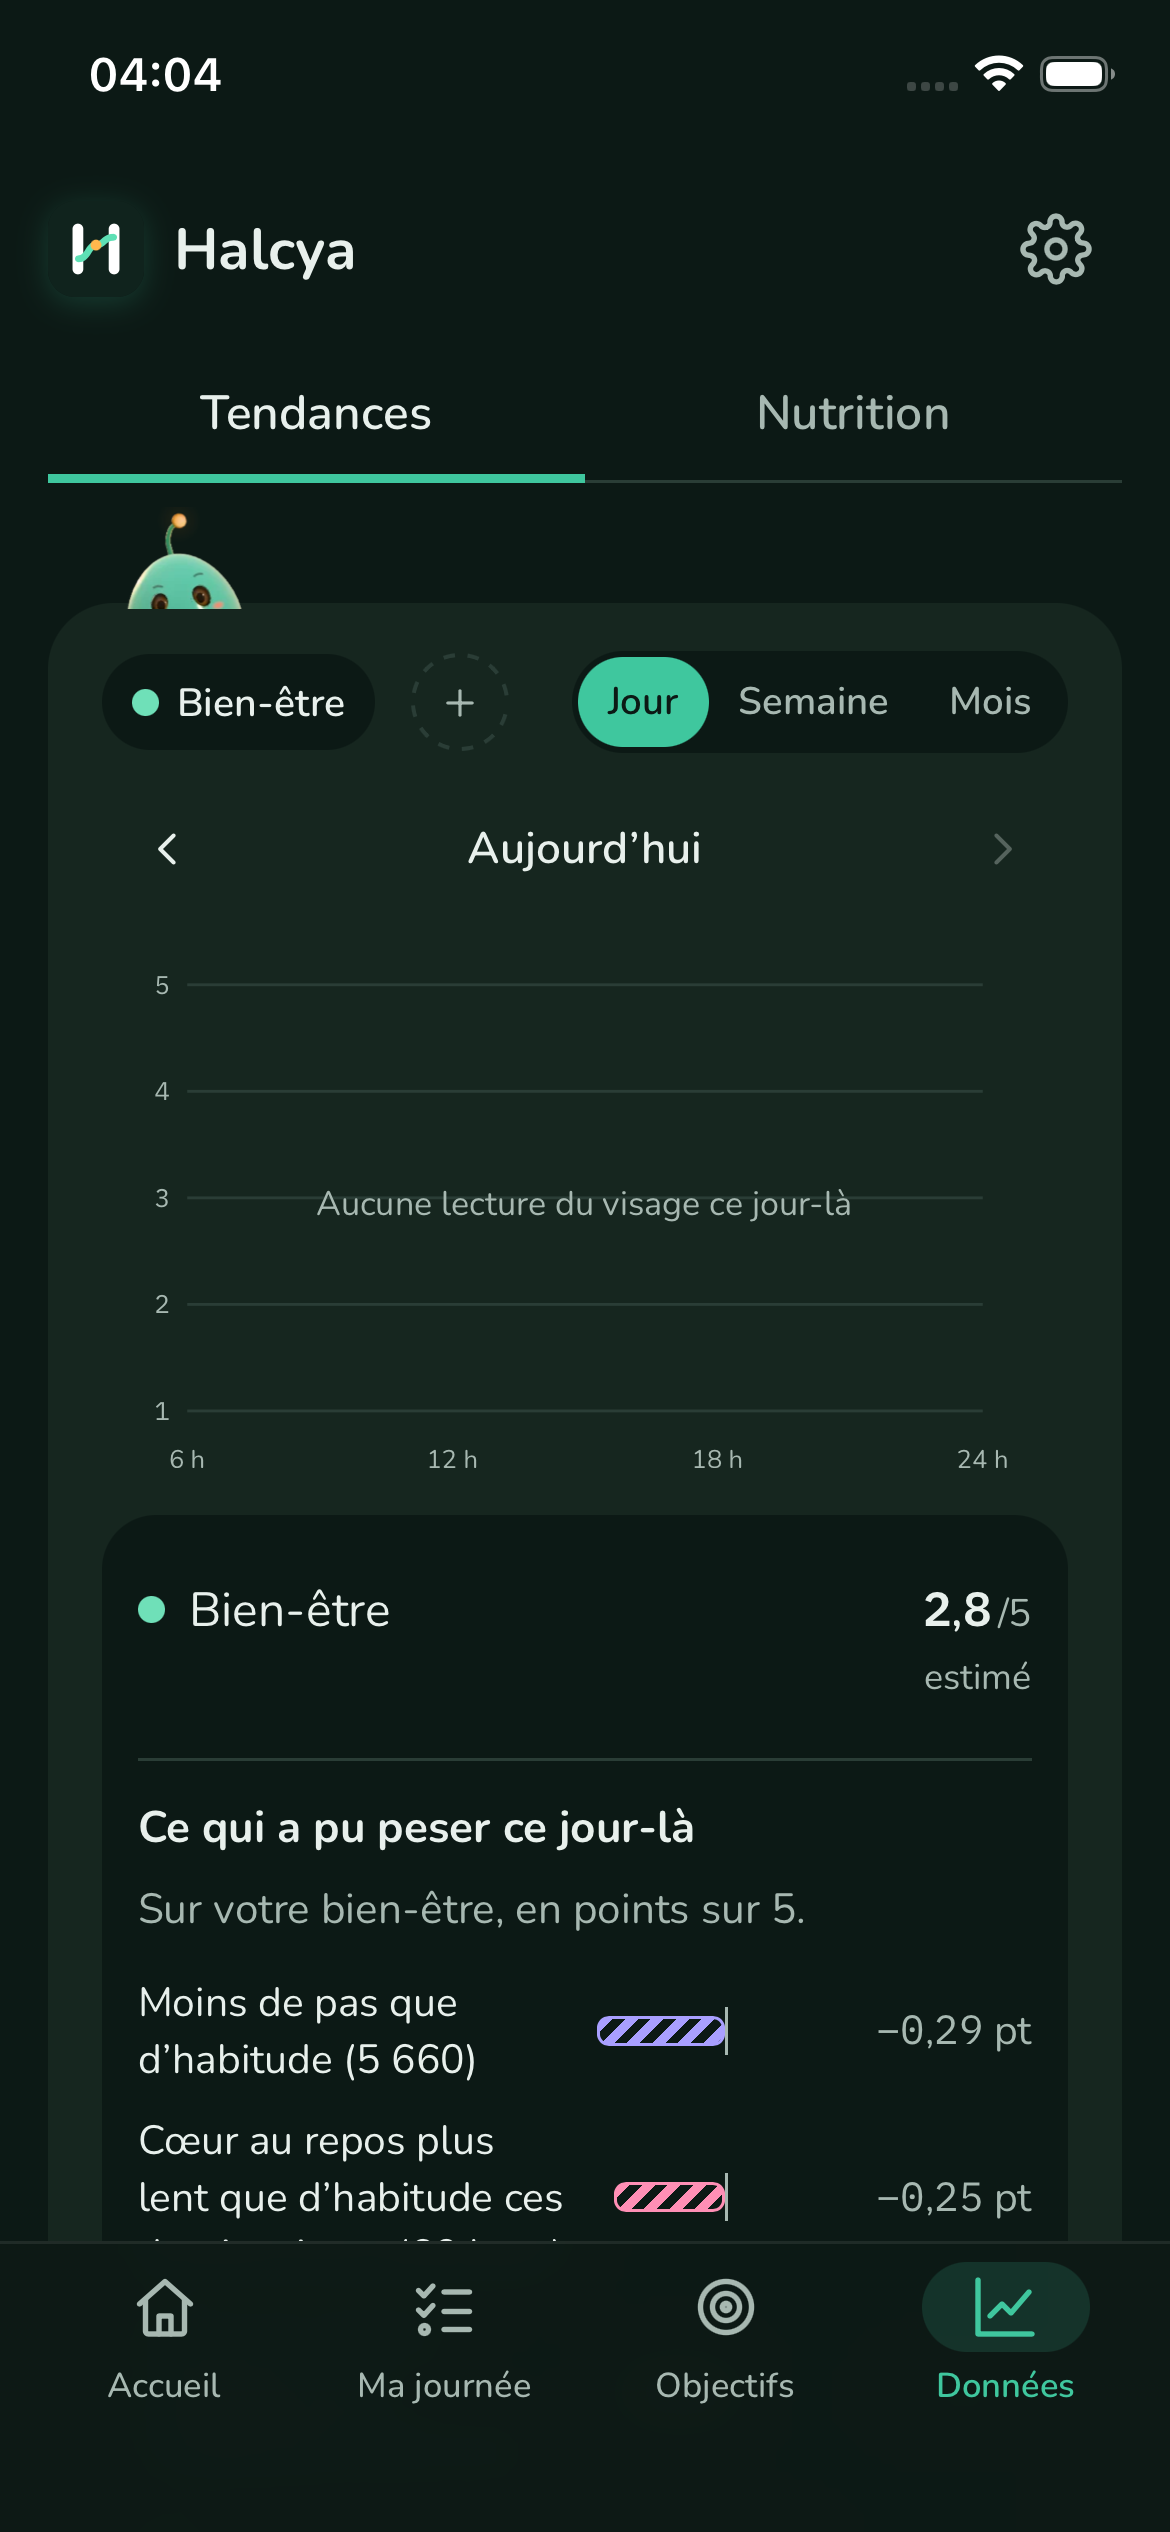 04:04
Halcya
Tendances
Nutrition
Bien-être
Jour
Semaine
Mois
Aujourd’hui
5
4
3
Aucune lecture du visage ce jour-là
2
1
6 h
12 h
18 h
24 h
Bien-être
2,8 /5
estimé
Ce qui a pu peser ce jour-là
Sur votre bien-être, en points sur 5.
Moins de pas que
d’habitude (5 660)
−0,29 pt
Cœur au repos plus
lent que d’habitude ces
−0,25 pt
Accueil
Ma journée
Objectifs
Données